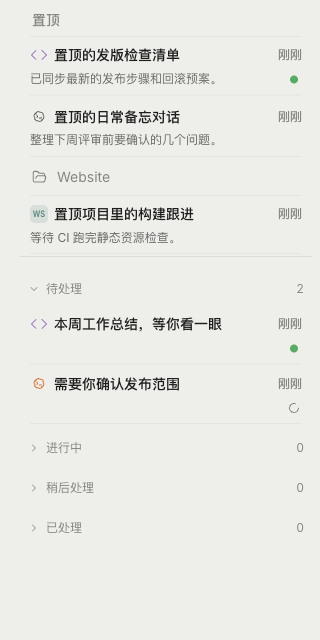 置顶
置顶的发版检查清单 刚刚
已同步最新的发布步骤和回滚预案。
置顶的日常备忘对话 刚刚
整理下周评审前要确认的几个问题。
Website
WS 置顶项目里的构建跟进 刚刚
等待 CI 跑完静态资源检查。
待处理 2
本周工作总结，等你看一眼 刚刚
需要你确认发布范围 刚刚
进行中 0
稍后处理 0
已处理 0